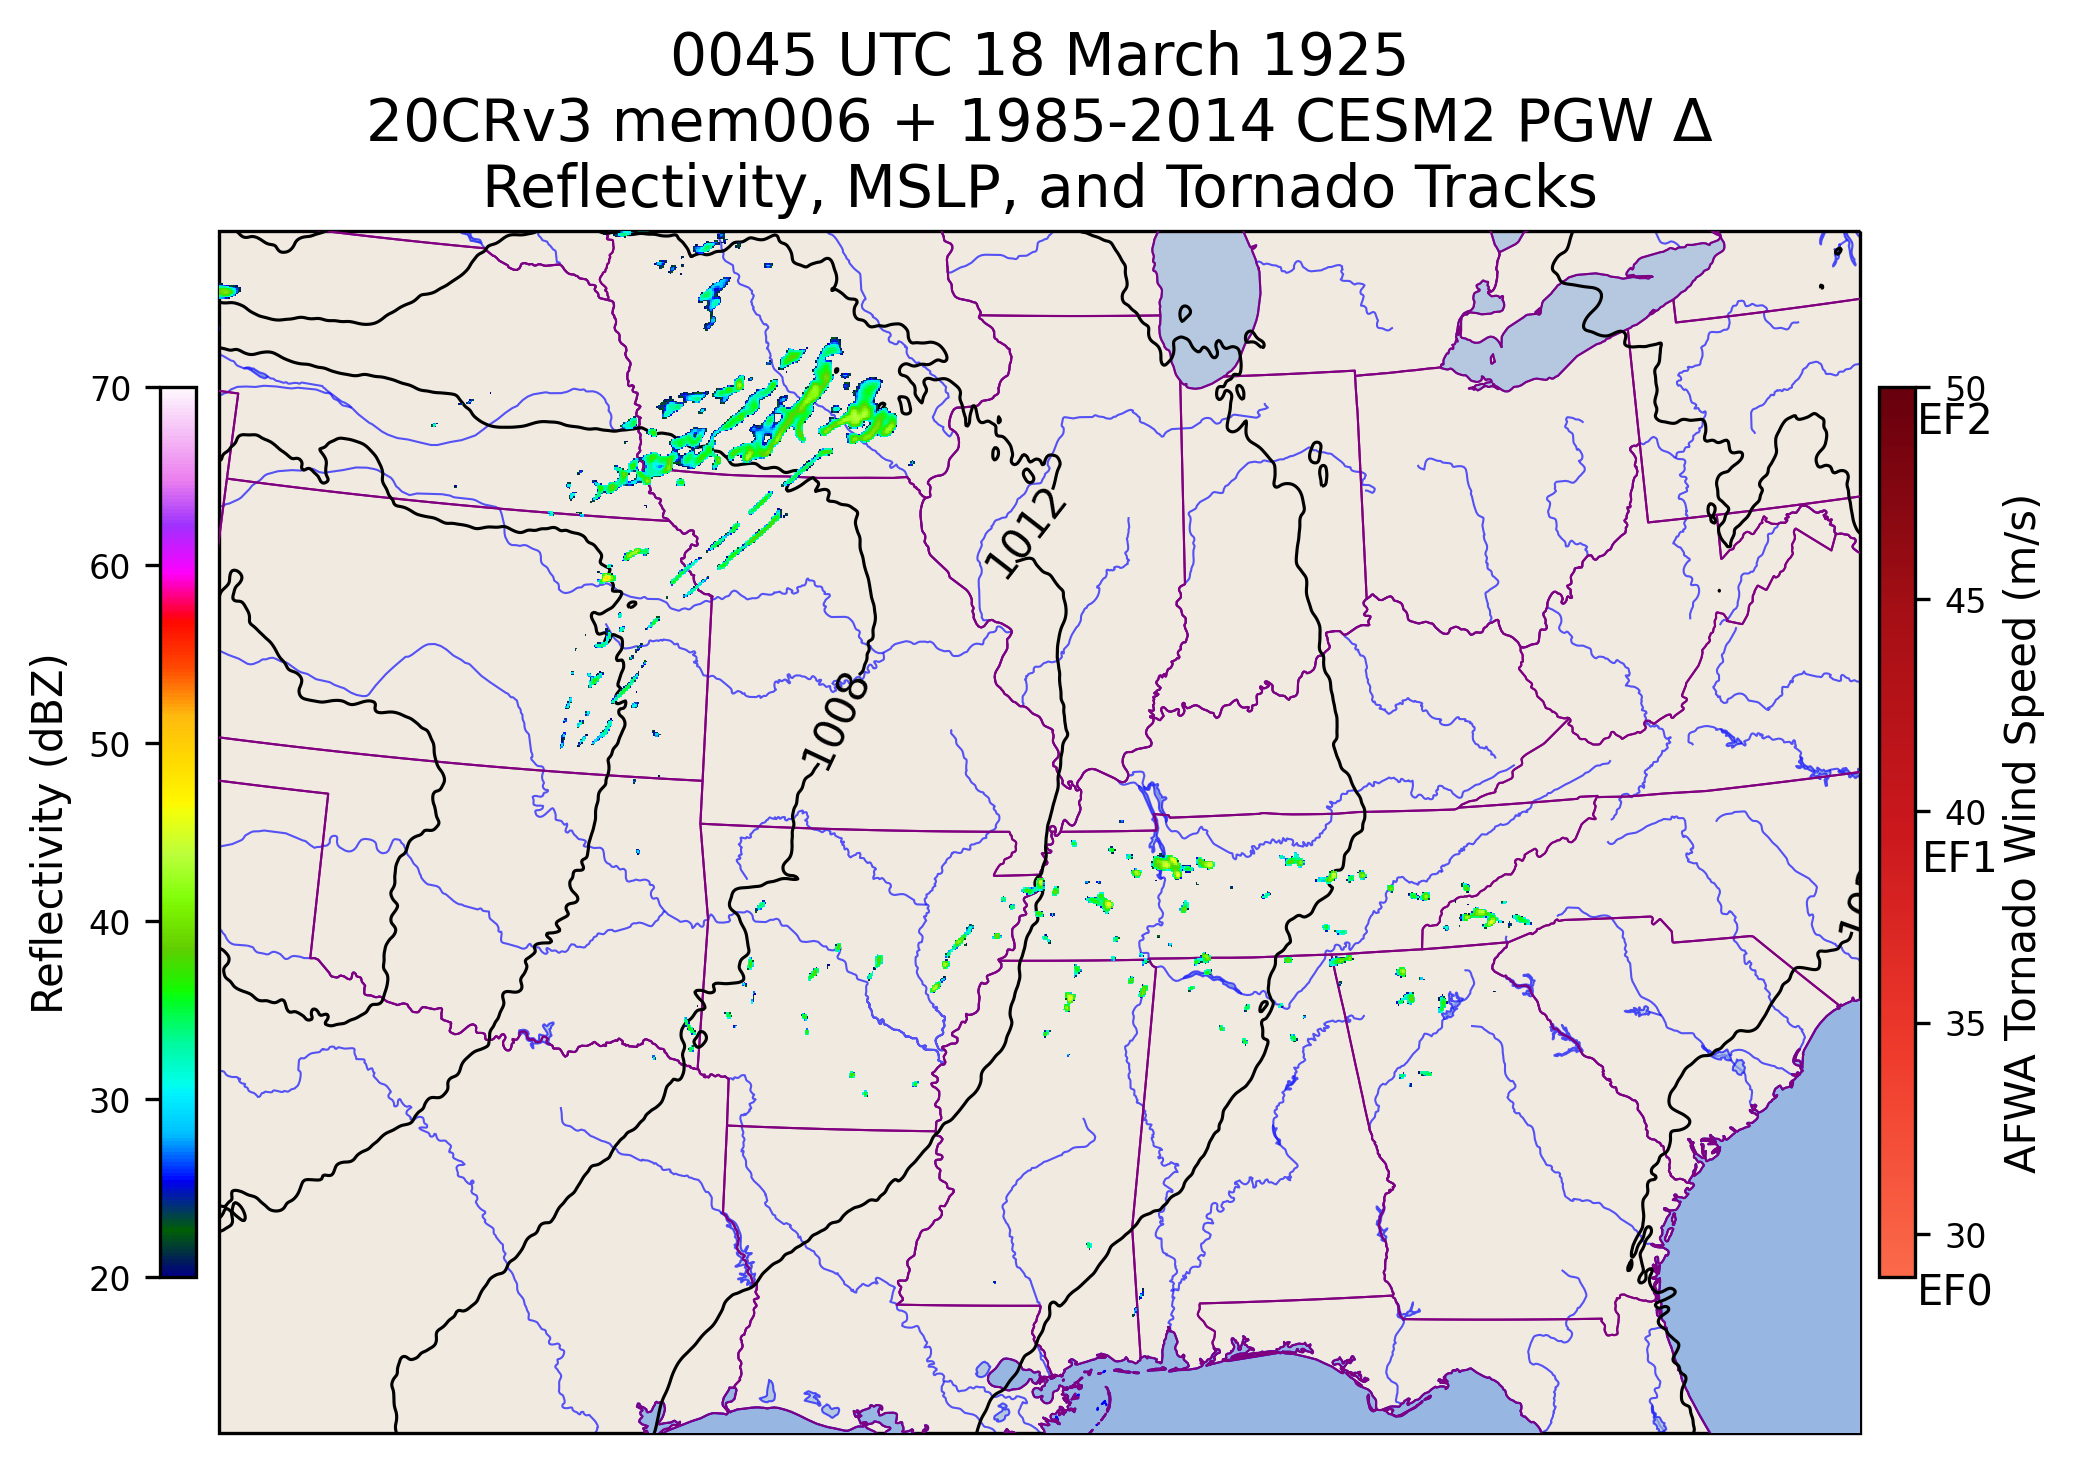 0045 UTC 18 March 1925
20CRv3 mem006 + 1985-2014 CESM2 PGW Δ
Reflectivity, MSLP, and Tornado Tracks
Reflectivity (dBZ)
70
60
50
40
30
20
1012
1008
50
EF2
45
40
EF1
35
30
EF0
AFWA Tornado Wind Speed (m/s)